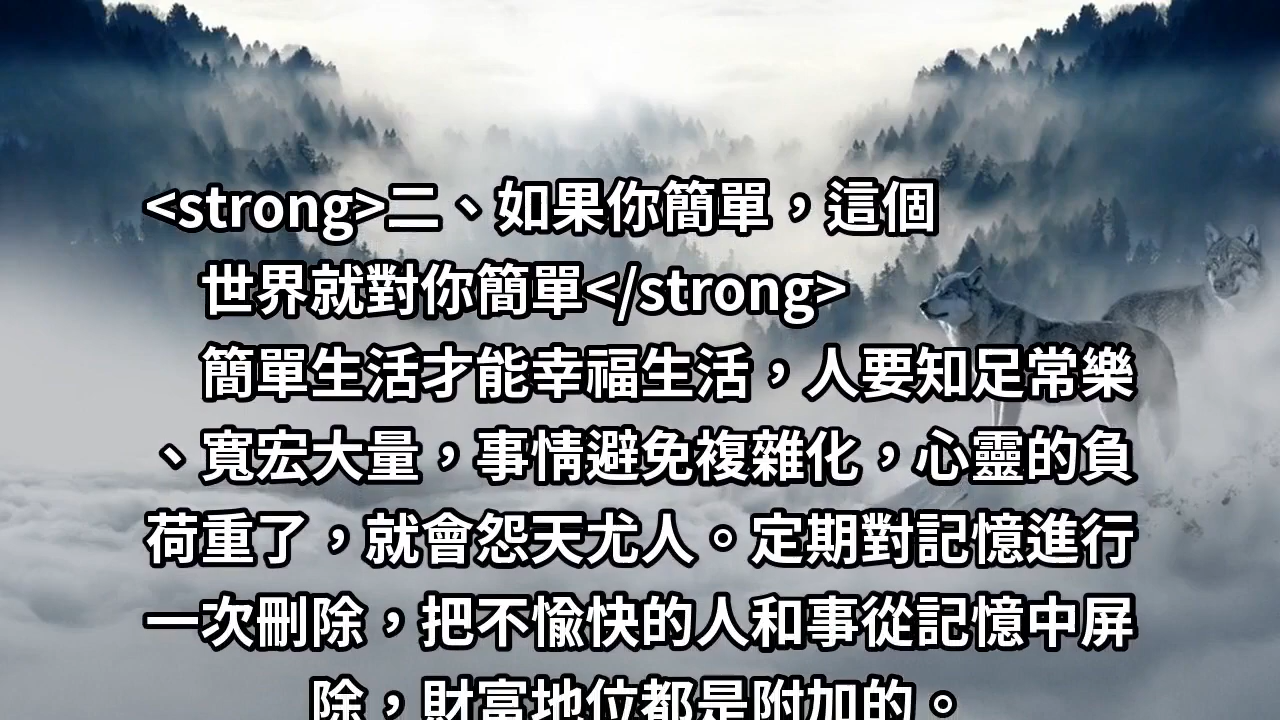 <strong>二、如果你簡單，這個
世界就對你簡單</strong>
簡單生活才能幸福生活，人要知足常樂
、寬宏大量，事情避免複雜化，心靈的負
荷重了，就會怨天尤人。定期對記憶進行
一次刪除，把不愉快的人和事從記憶中屏
除，財富地位都是附加的。